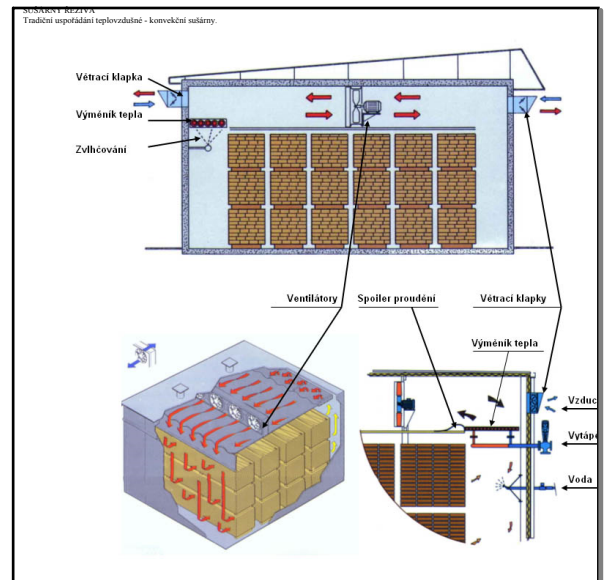 SUŠÁRNY ŘEZIVA
Tradiční uspořádání teplovzdušné - konvekční sušárny.
Větrací klapka
Výměník tepla
Zvlhčování
Ventilátory
Spoiler proudění
Větrací klapky
Výměník tepla
Vzduc
Vytápě
Voda